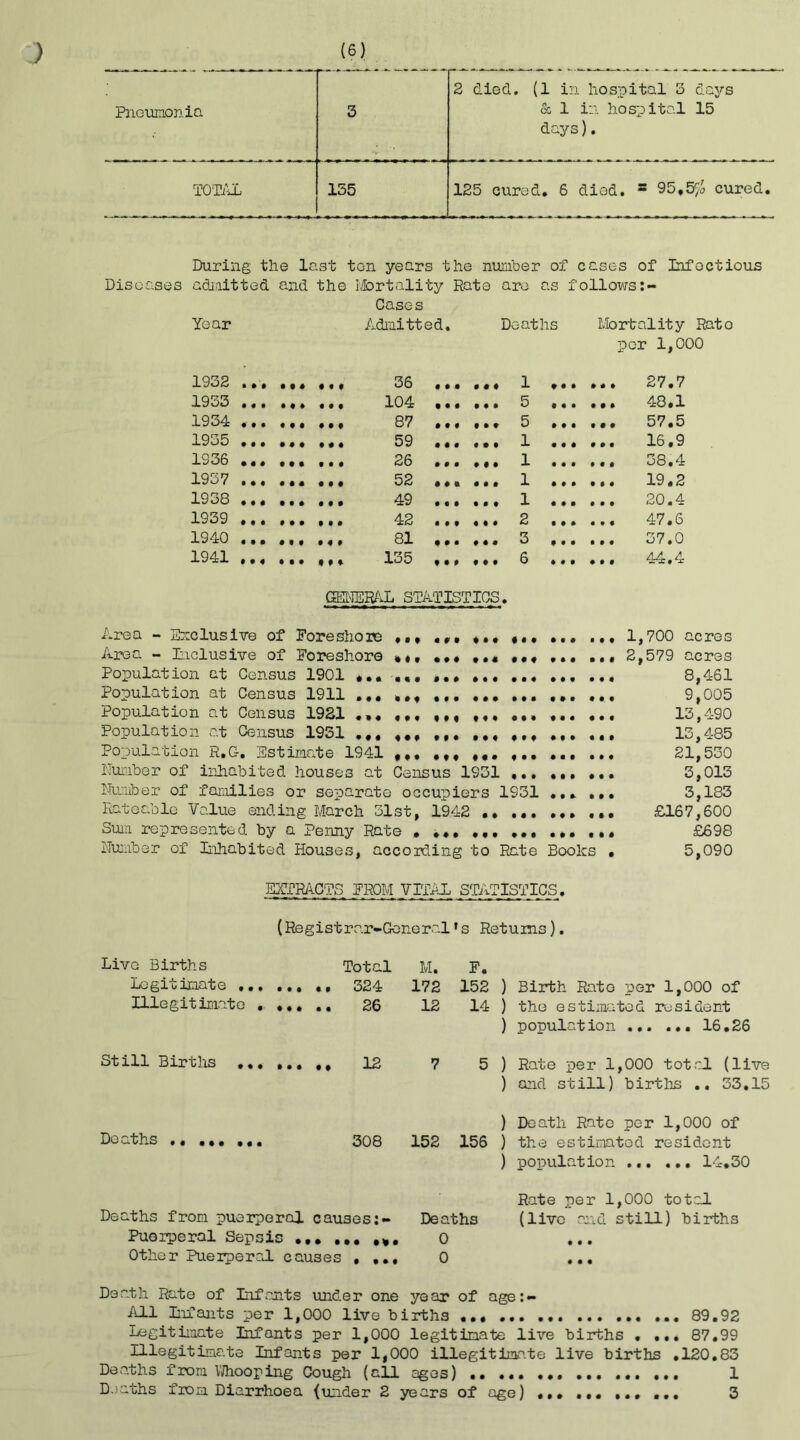 (6)
Pneumonia 3 2 died. (1 in hospital 3 days
& 1 in hospital 15
days).
TOTAL 135 125 cured. 6 died. = 95,5% cured.
During the last ten years the number of cases of Infectious
Diseases admitted and the Mortality Rate are as follows:-
Cases
Year Admitted. Deaths Mortality Rate
per 1,000
1932 ... ... ... 36 ... ... 1 ... ... 27.7
1933 ... ... ... 104 ... ... 5 ... ... 48.1
1934 ... ... ... 87 ... ... 5 ... ... 57.5
1935 ... ... ... 59 ... ... 1 ... ... 16.9
1936 ... ... ... 26 ... ... 1 ... ... 38.4
1937 ... ... ... 52 ... ... 1 ... ... 19.2
1938 ... ... ... 49 ... ... 1 ... ... 20.4
1939 ... ... ... 42 ... ... 2 ... ... 47.6
1940 ... ... ... 81 ... ... 3 ... ... 37.0
1941 ... ... ... 135 ... ... 6 ... ... 44.4
GENERAL STATISTICS.
Area - Exclusive of Foreshore ... ... ... ... ... ... 1,700 acres
Area - Inclusive of Foreshore ... ... ... ... ... ... 2,579 acres
Population at Census 1901 ... ... ... ... ... ... ... 8,461
Population at Census 1911 ... ... ... ... ... ... ... 9,005
Population at Census 1921 ... ... ... ... ... ... ... 13,490
Population at Census 1931 ... ... ... ... ... ... ... 13,485
Population R.G. Estimate 1941 ... ... ... ... ... ... 21,530
Number of inhabited houses at Census 1931 ... ... ... 3,013
Number of families or separate occupiers 1931 ... ... 3,183
Rateable Value ending March 31st, 1942 .. ... ... ... £167,600
Sum represented by a Penny Rate . ... ... ... ... ... £698
Number of Inhabited Houses, according to Rate Books . 5,090
EXTRACTS FROM VITAL STATISTICS.
(Registrar-General's Returns).
Live Births Total M. F.
Legitimate ... ... .. 324 172 152 ) Birth Rate per 1,000 of
Illegitimate . ... .. 26 12 14 ) the estimated resident
) population ... ... 16.26
Still Births ... ... .. 12 7 5 ) Rate per 1,000 total (live
) and still) births .. 33.15
) Death Rate per 1,000 of
Deaths .. ... ... 308 152 156 ) the estimated resident
) population ... ... 14.30
Rate per 1,000 total
Deaths from puerperal causes:- Deaths (live and still) births
Puerperal Sepsis ... ... ... 0 ...
Other Puerperal causes . ... 0 ...
Death Rate of Infants under one year of age:-
All Infants per 1,000 live births ... ... ... ... ... ... 89.92
Legitimate Infants per 1,000 legitimate live births . ... 87.99
Illegitimate Infants per 1,000 illegitimate live births .120.83
Deaths from Whooping Cough (all ages) .. ... ... ... ... ... 1
Deaths from Diarrhoea (under 2 years of age) ... ... ... ... 3